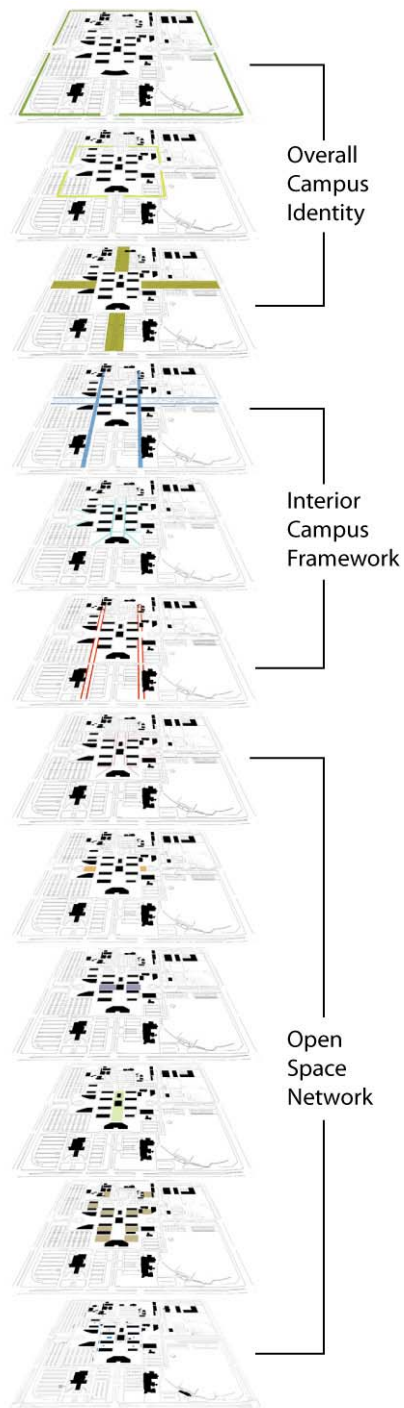 Overall
Campus
Identity
Interior
Campus
Framework
Open
Space
Network